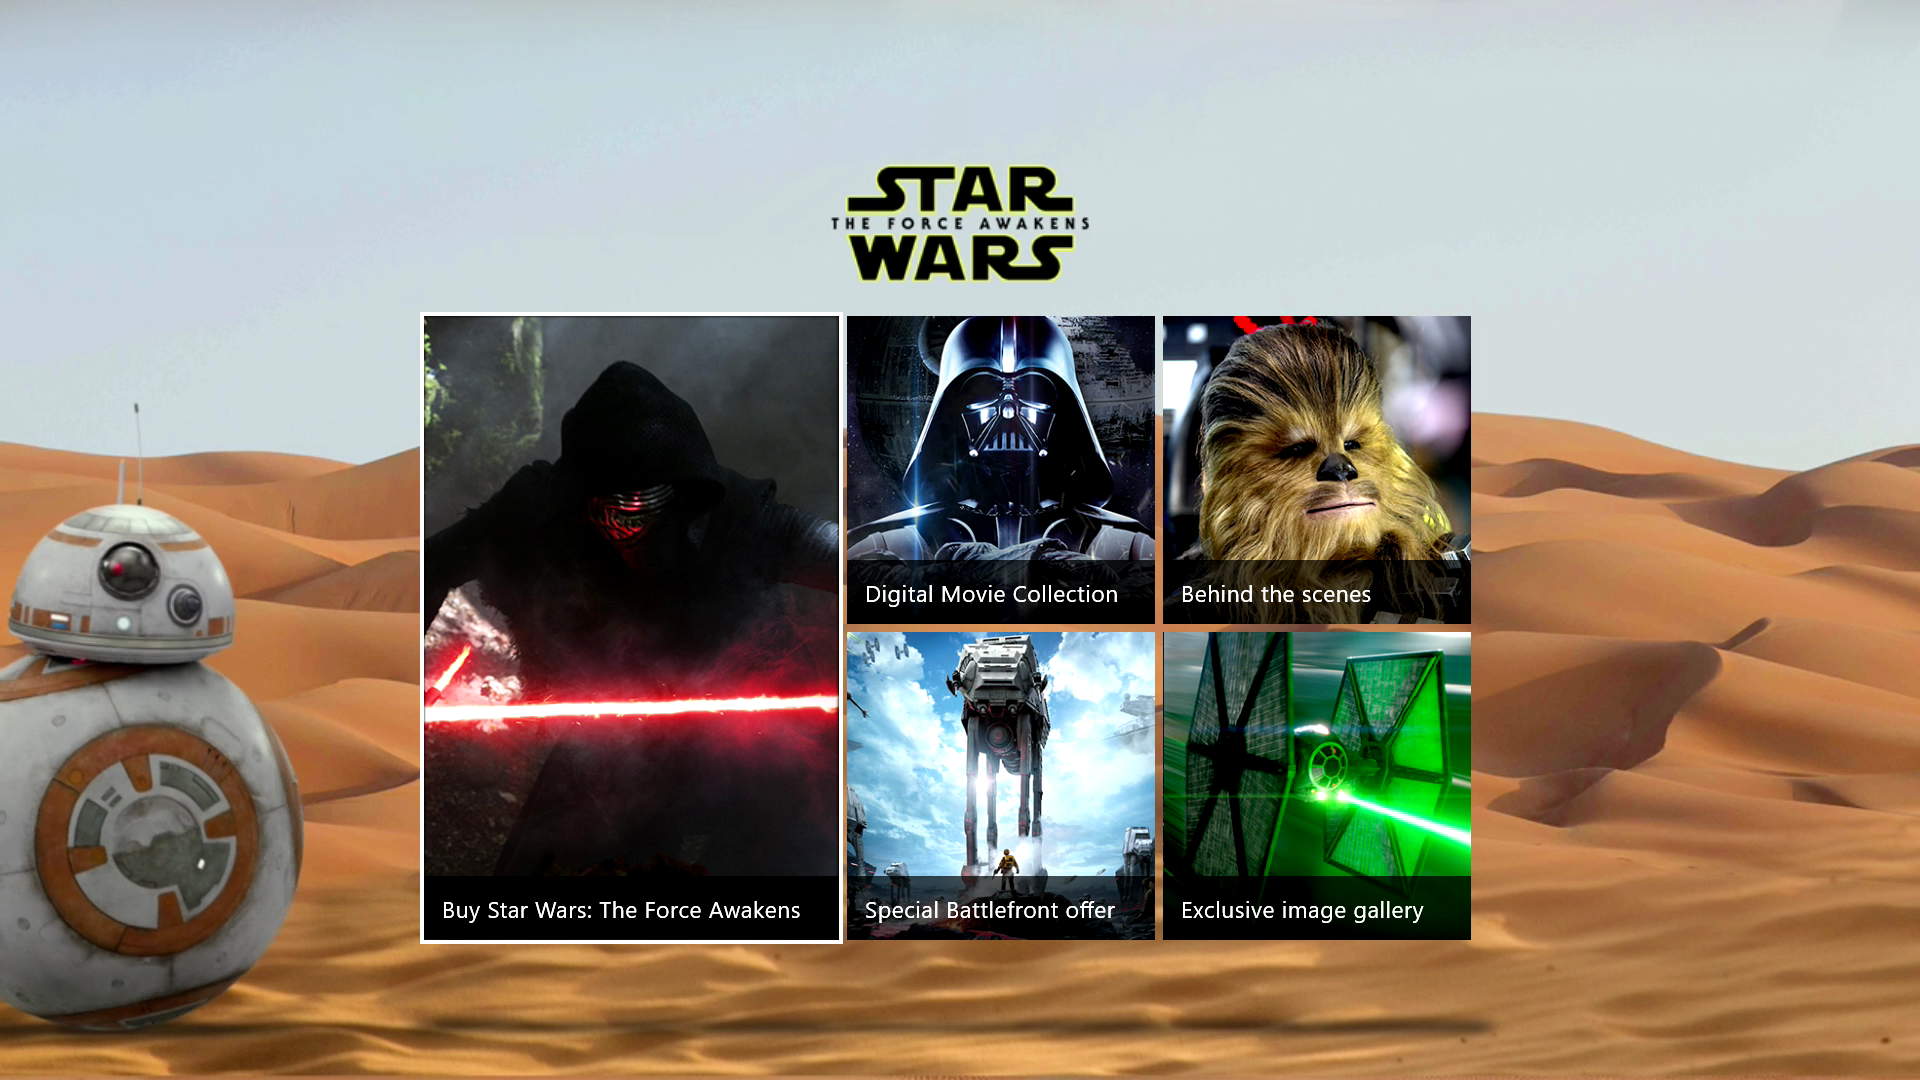 STAR
THE FORCE AWAKENS
WARS
Digital Movie Collection
Behind the scenes
Buy Star Wars: The Force Awakens
Special Battlefront offer
Exclusive image gallery